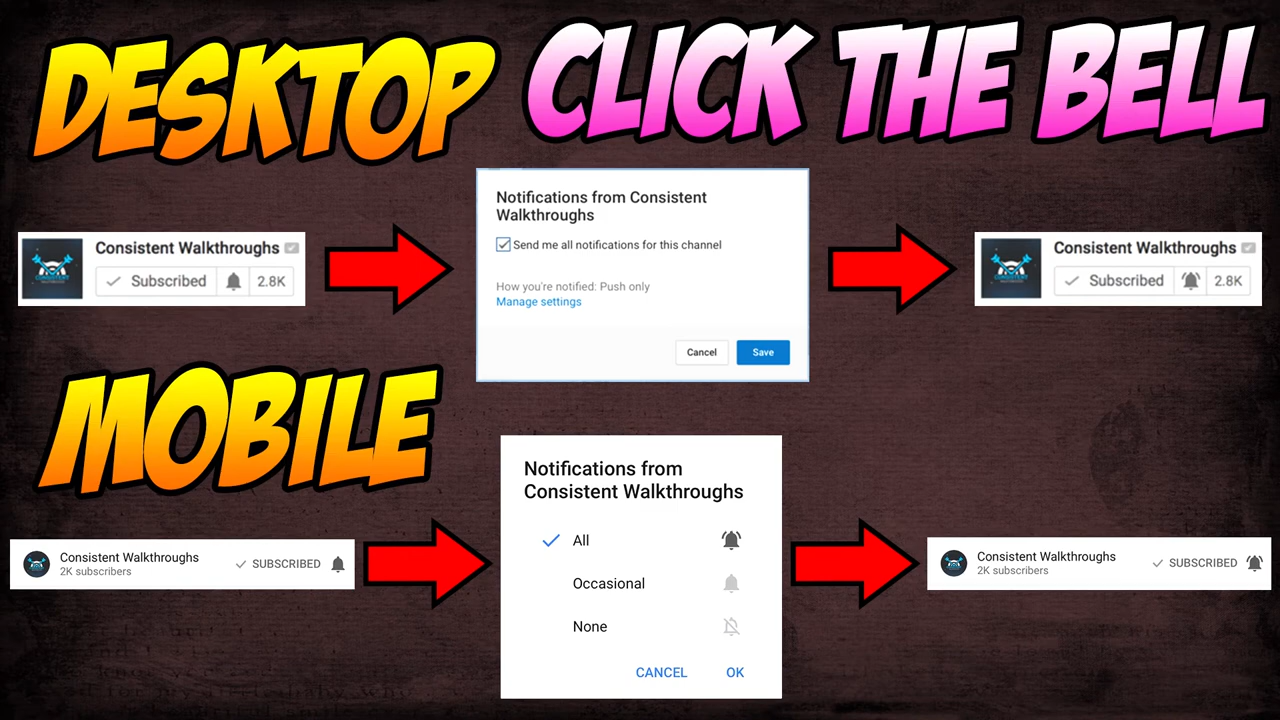 DESKTOP CLICK THE BELL
Consistent Walkthroughs
Subscribed 2.8K
Notifications from Consistent
Walkthroughs
Send me all notifications for this channel
How you're notified: Push only
Manage settings
Cancel Save
Consistent Walkthroughs
Subscribed 2.8K
MOBILE
Consistent Walkthroughs
2K subscribers
SUBSCRIBED
Notifications from
Consistent Walkthroughs
All
Occasional
None
CANCEL OK
Consistent Walkthroughs
2K subscribers
SUBSCRIBED